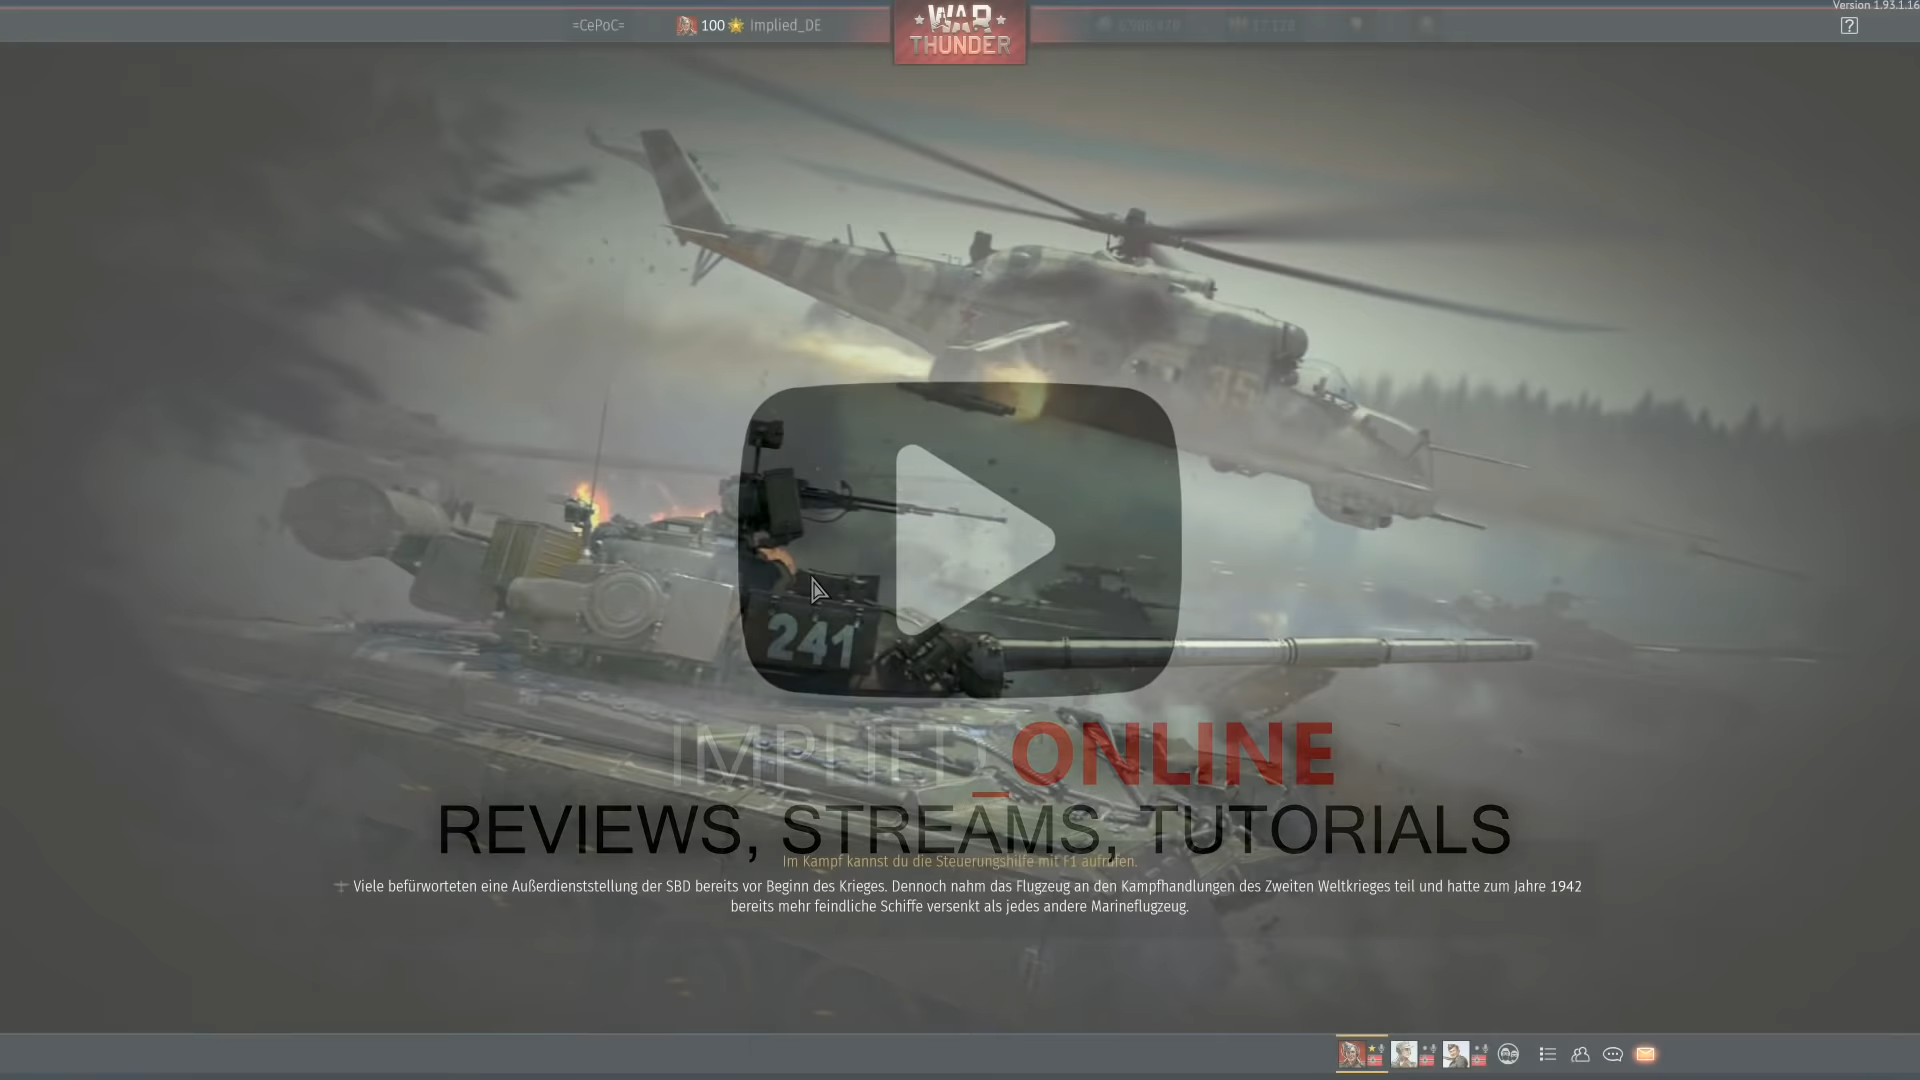 Version 1.93.1.16
=CePoC=
100 Implied_DE
WAR
THUNDER
35
241
IMPLIED_ONLINE
REVIEWS, STREAMS, TUTORIALS
Im Kampf kannst du die Steuerungshilfe mit F1 aufrufen.
Viele befürworteten eine Außerdienststellung der SBD bereits vor Beginn des Krieges. Dennoch nahm das Flugzeug an den Kampfhandlungen des Zweiten Weltkrieges teil und hatte zum Jahre 1942
bereits mehr feindliche Schiffe versenkt als jedes andere Marineflugzeug.